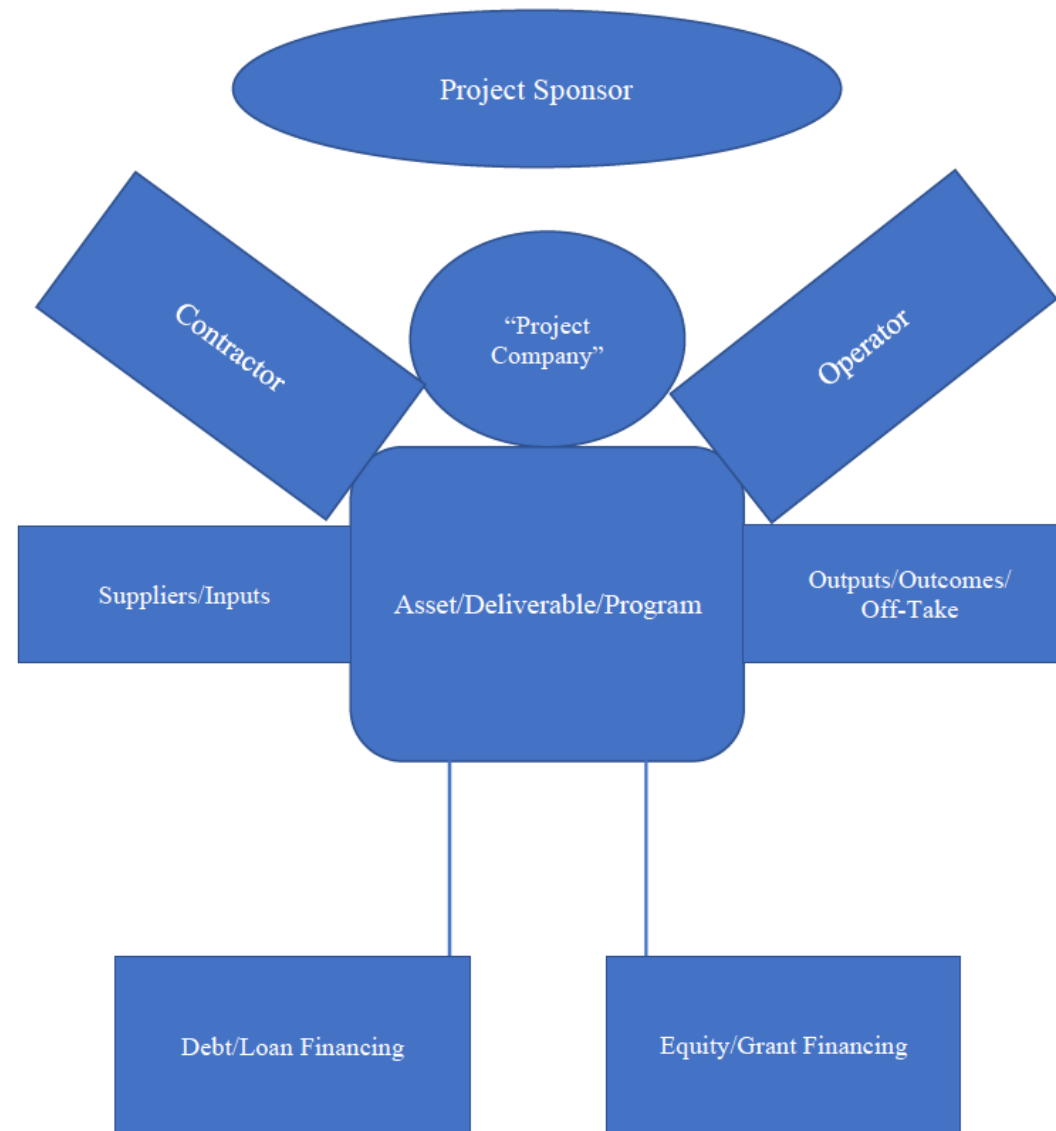 Project Sponsor
Contractor
“Project
Company”
Operator
Suppliers/Inputs
Asset/Deliverable/Program
Outputs/Outcomes/
Off-Take
Debt/Loan Financing
Equity/Grant Financing